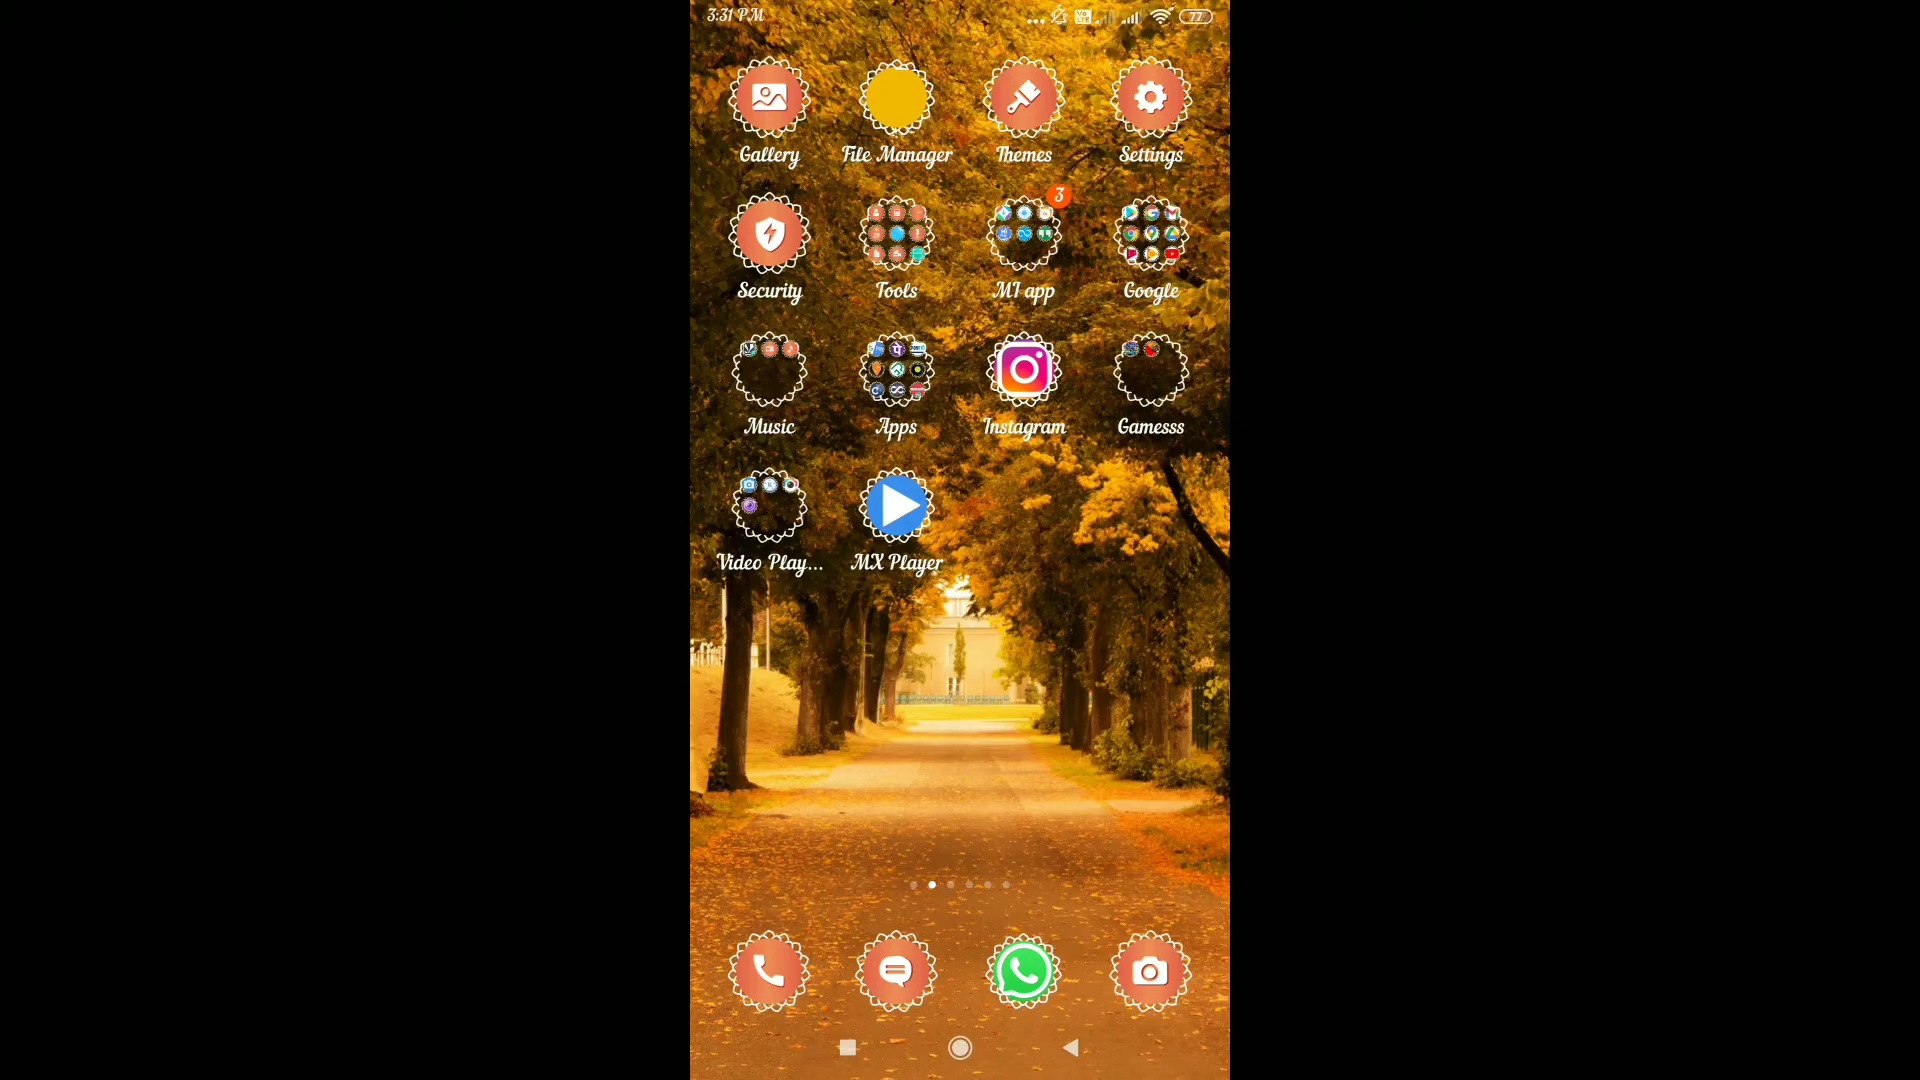 3:31 P.M
77
Gallery
File Manager
Themes
Settings
3
Security
Tools
MI app
Google
Music
Apps
Instagram
Gamesss
Video Play...
MX Player